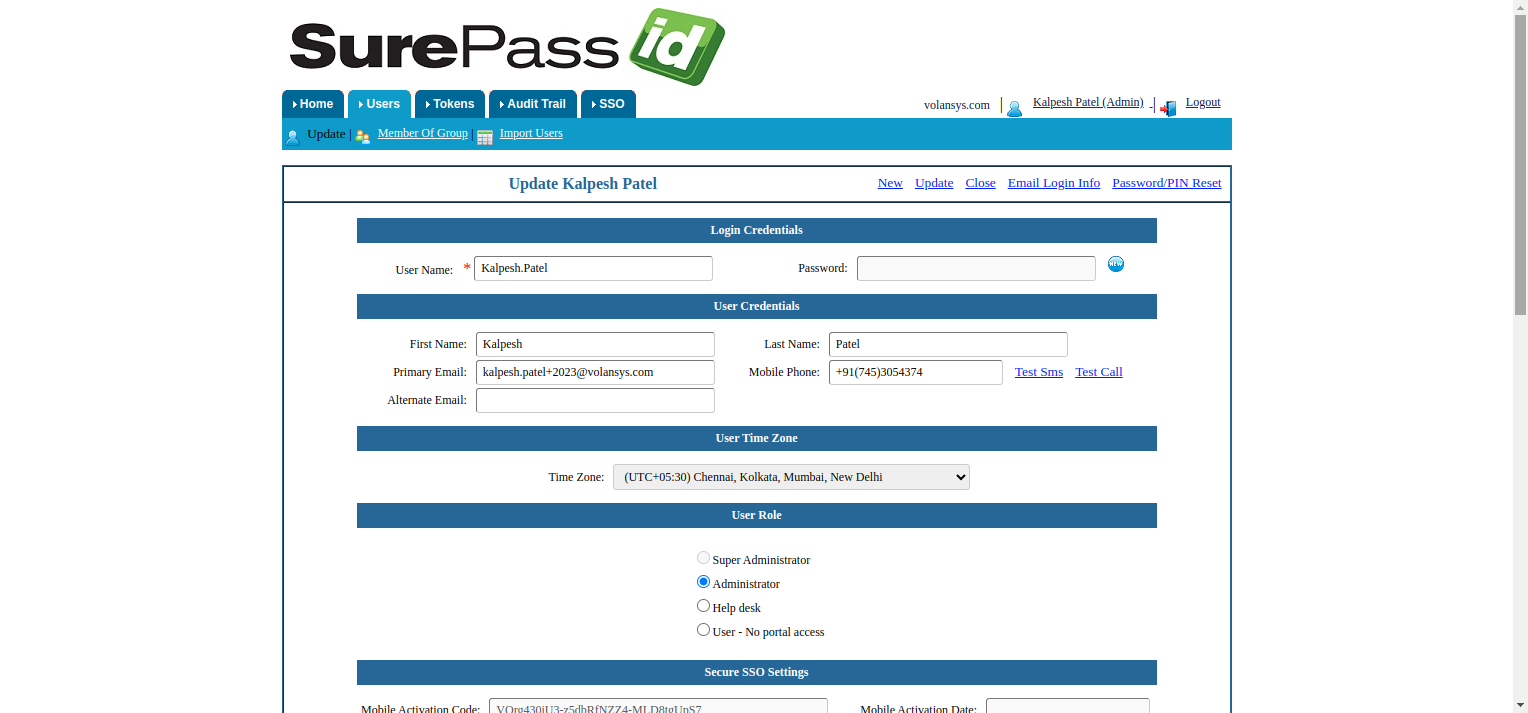 SurePass id
Home Users Tokens Audit Trail SSO
volansys.com | Kalpesh Patel (Admin) - | Logout
Update | Member Of Group | Import Users
Update Kalpesh Patel
New Update Close Email Login Info Password/PIN Reset
Login Credentials
User Name: * Kalpesh.Patel Password: NEW
User Credentials
First Name: Kalpesh Last Name: Patel
Primary Email: kalpesh.patel+2023@volansys.com Mobile Phone: +91(745)3054374 Test Sms Test Call
Alternate Email:
User Time Zone
Time Zone: (UTC+05:30) Chennai, Kolkata, Mumbai, New Delhi
User Role
Super Administrator
Administrator
Help desk
User - No portal access
Secure SSO Settings
Mobile Activation Code: Mobile Activation Date: